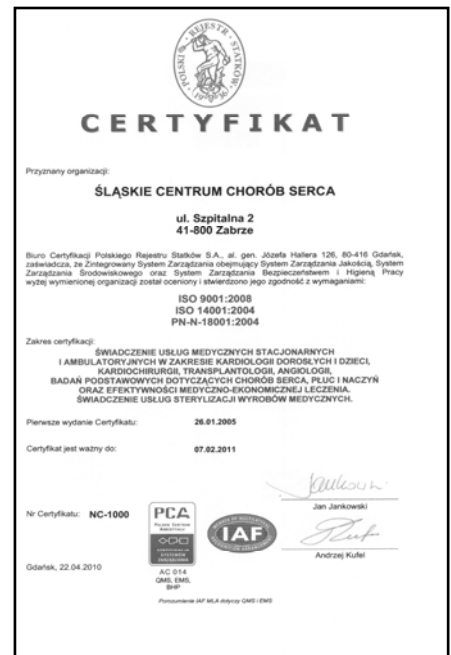 POLSKI REJESTR STATKÓW
1936
CERTYFIKAT
Przyznany organizacji:
ŚLĄSKIE CENTRUM CHORÓB SERCA
ul. Szpitalna 2
41-800 Zabrze
Biuro Certyfikacji Polskiego Rejestru Statków S.A., al. gen. Józefa Hallera 126, 80-416 Gdańsk,
zaświadcza, że Zintegrowany System Zarządzania obejmujący System Zarządzania Jakością, System
Zarządzania Środowiskowego oraz System Zarządzania Bezpieczeństwem i Higieną Pracy
wyżej wymienionej organizacji został oceniony i stwierdzono jego zgodność z wymaganiami:
ISO 9001:2008
ISO 14001:2004
PN-N-18001:2004
Zakres certyfikacji:
ŚWIADCZENIE USŁUG MEDYCZNYCH STACJONARNYCH
I AMBULATORYJNYCH W ZAKRESIE KARDIOLOGII DOROSŁYCH I DZIECI,
KARDIOCHIRURGII, TRANSPLANTOLOGII, ANGIOLOGII,
BADAŃ PODSTAWOWYCH DOTYCZĄCYCH CHORÓB SERCA, PŁUC I NACZYŃ
ORAZ EFEKTYWNOŚCI MEDYCZNO-EKONOMICZNEJ LECZENIA.
ŚWIADCZENIE USŁUG STERYLIZACJI WYROBÓW MEDYCZNYCH.
Pierwsze wydanie Certyfikatu: 26.01.2005
Certyfikat jest ważny do: 07.02.2011
Jan Jankowski
Nr Certyfikatu: NC-1000
PCA
POLSKIE CENTRUM
AKREDYTACJI
SYSTEMÓW
ZARZĄDZANIA
IAF
Andrzej Kufel
Gdańsk, 22.04.2010
AC 014
QMS, EMS,
BHP
Porozumienie IAF MLA dotyczy QMS i EMS